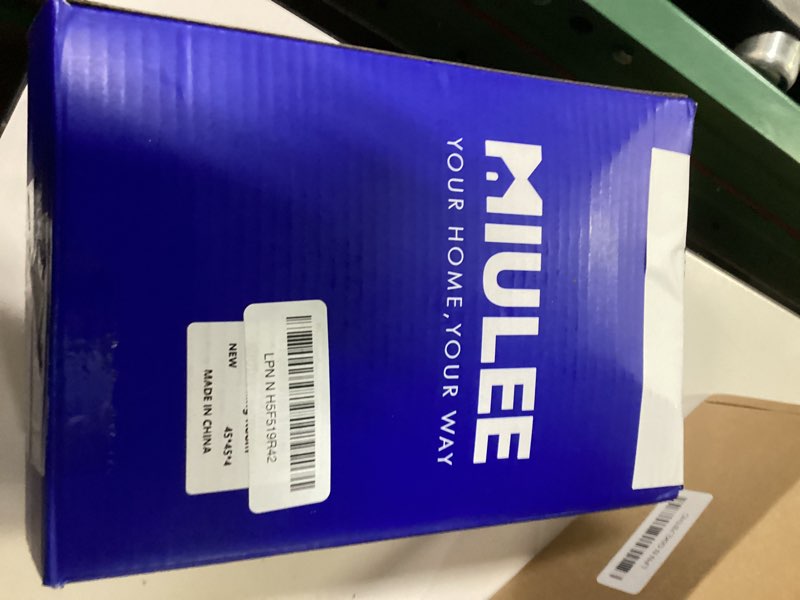 MIULEE
YOUR HOME, YOUR WAY
LPN N H5F519R42
45*45*4
NEW
MADE IN CHINA